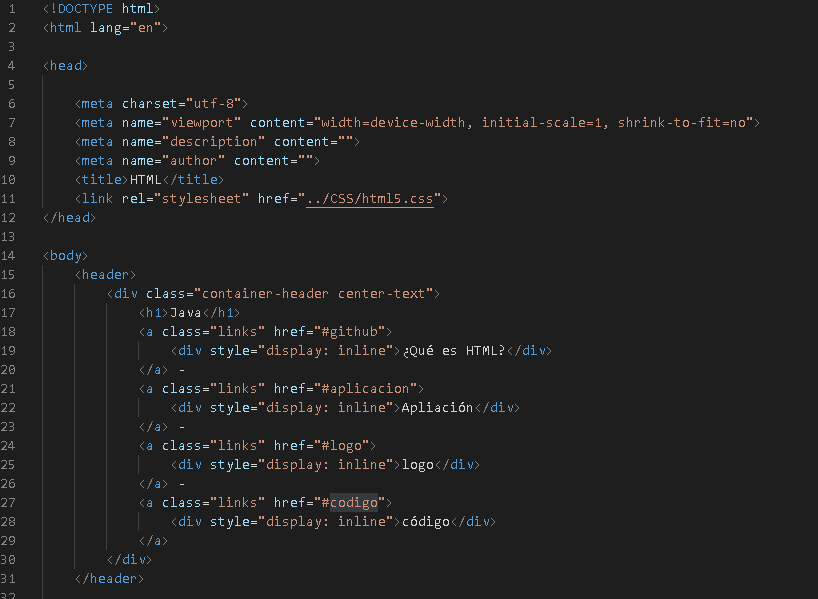 1 <!DOCTYPE html>
2 <html lang="en">
3
4 <head>
5
6 <meta charset="utf-8">
7 <meta name="viewport" content="width=device-width, initial-scale=1, shrink-to-fit=no">
8 <meta name="description" content="">
9 <meta name="author" content="">
10 <title>HTML</title>
11 <link rel="stylesheet" href="../CSS/html5.css">
12 </head>
13
14 <body>
15 <header>
16 <div class="container-header center-text">
17 <h1>Java</h1>
18 <a class="links" href="#github">
19 <div style="display: inline">¿Qué es HTML?</div>
20 </a> -
21 <a class="links" href="#aplicacion">
22 <div style="display: inline">Apliación</div>
23 </a> -
24 <a class="links" href="#logo">
25 <div style="display: inline">logo</div>
26 </a> -
27 <a class="links" href="#codigo">
28 <div style="display: inline">código</div>
29 </a>
30 </div>
31 </header>
32